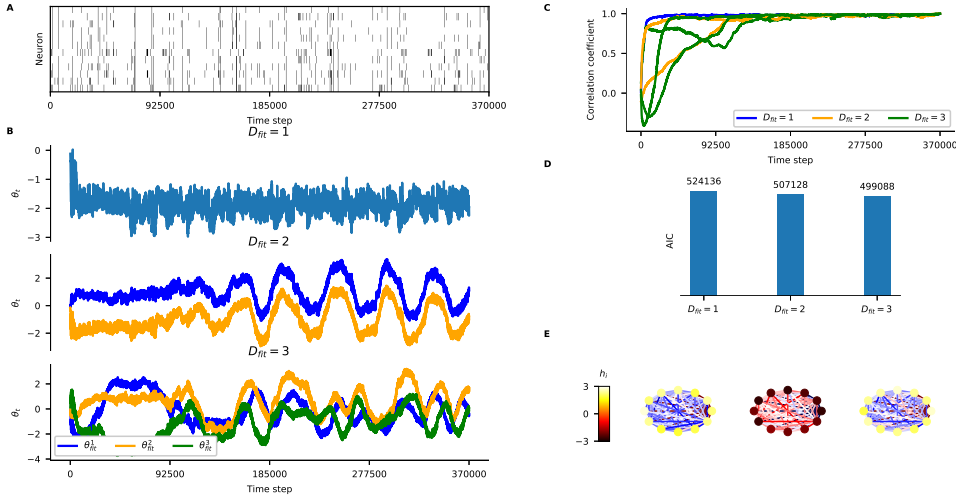 A
Neuron
0 92500 185000 277500 370000
Time step
B
D_fit = 1
0
−1
−2
−3
θ_t
D_fit = 2
2
0
−2
θ_t
D_fit = 3
2
0
−2
−4
θ_t
θ^1_fit θ^2_fit θ^3_fit
0 92500 185000 277500 370000
Time step
C
1.0
0.5
0.0
Correlation coefficient
D_fit = 1 D_fit = 2 D_fit = 3
0 92500 185000 277500 370000
Time step
D
524136 507128 499088
AIC
D_fit = 1 D_fit = 2 D_fit = 3
E
h_i
3
0
−3